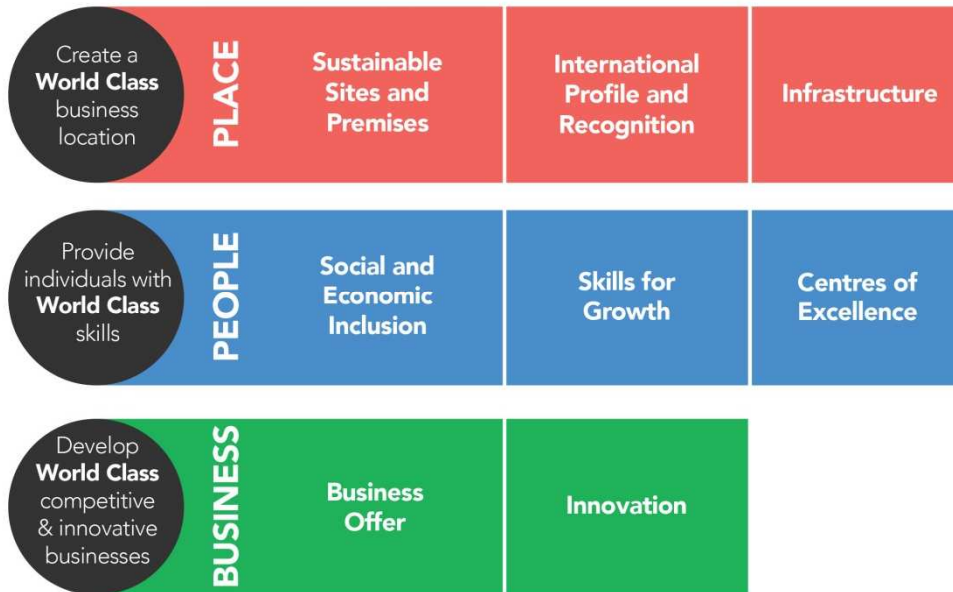 Create a
World Class
business
location
PLACE
Sustainable
Sites and
Premises
International
Profile and
Recognition
Infrastructure
Provide
individuals with
World Class
skills
PEOPLE
Social and
Economic
Inclusion
Skills for
Growth
Centres of
Excellence
Develop
World Class
competitive
& innovative
businesses
BUSINESS
Business
Offer
Innovation